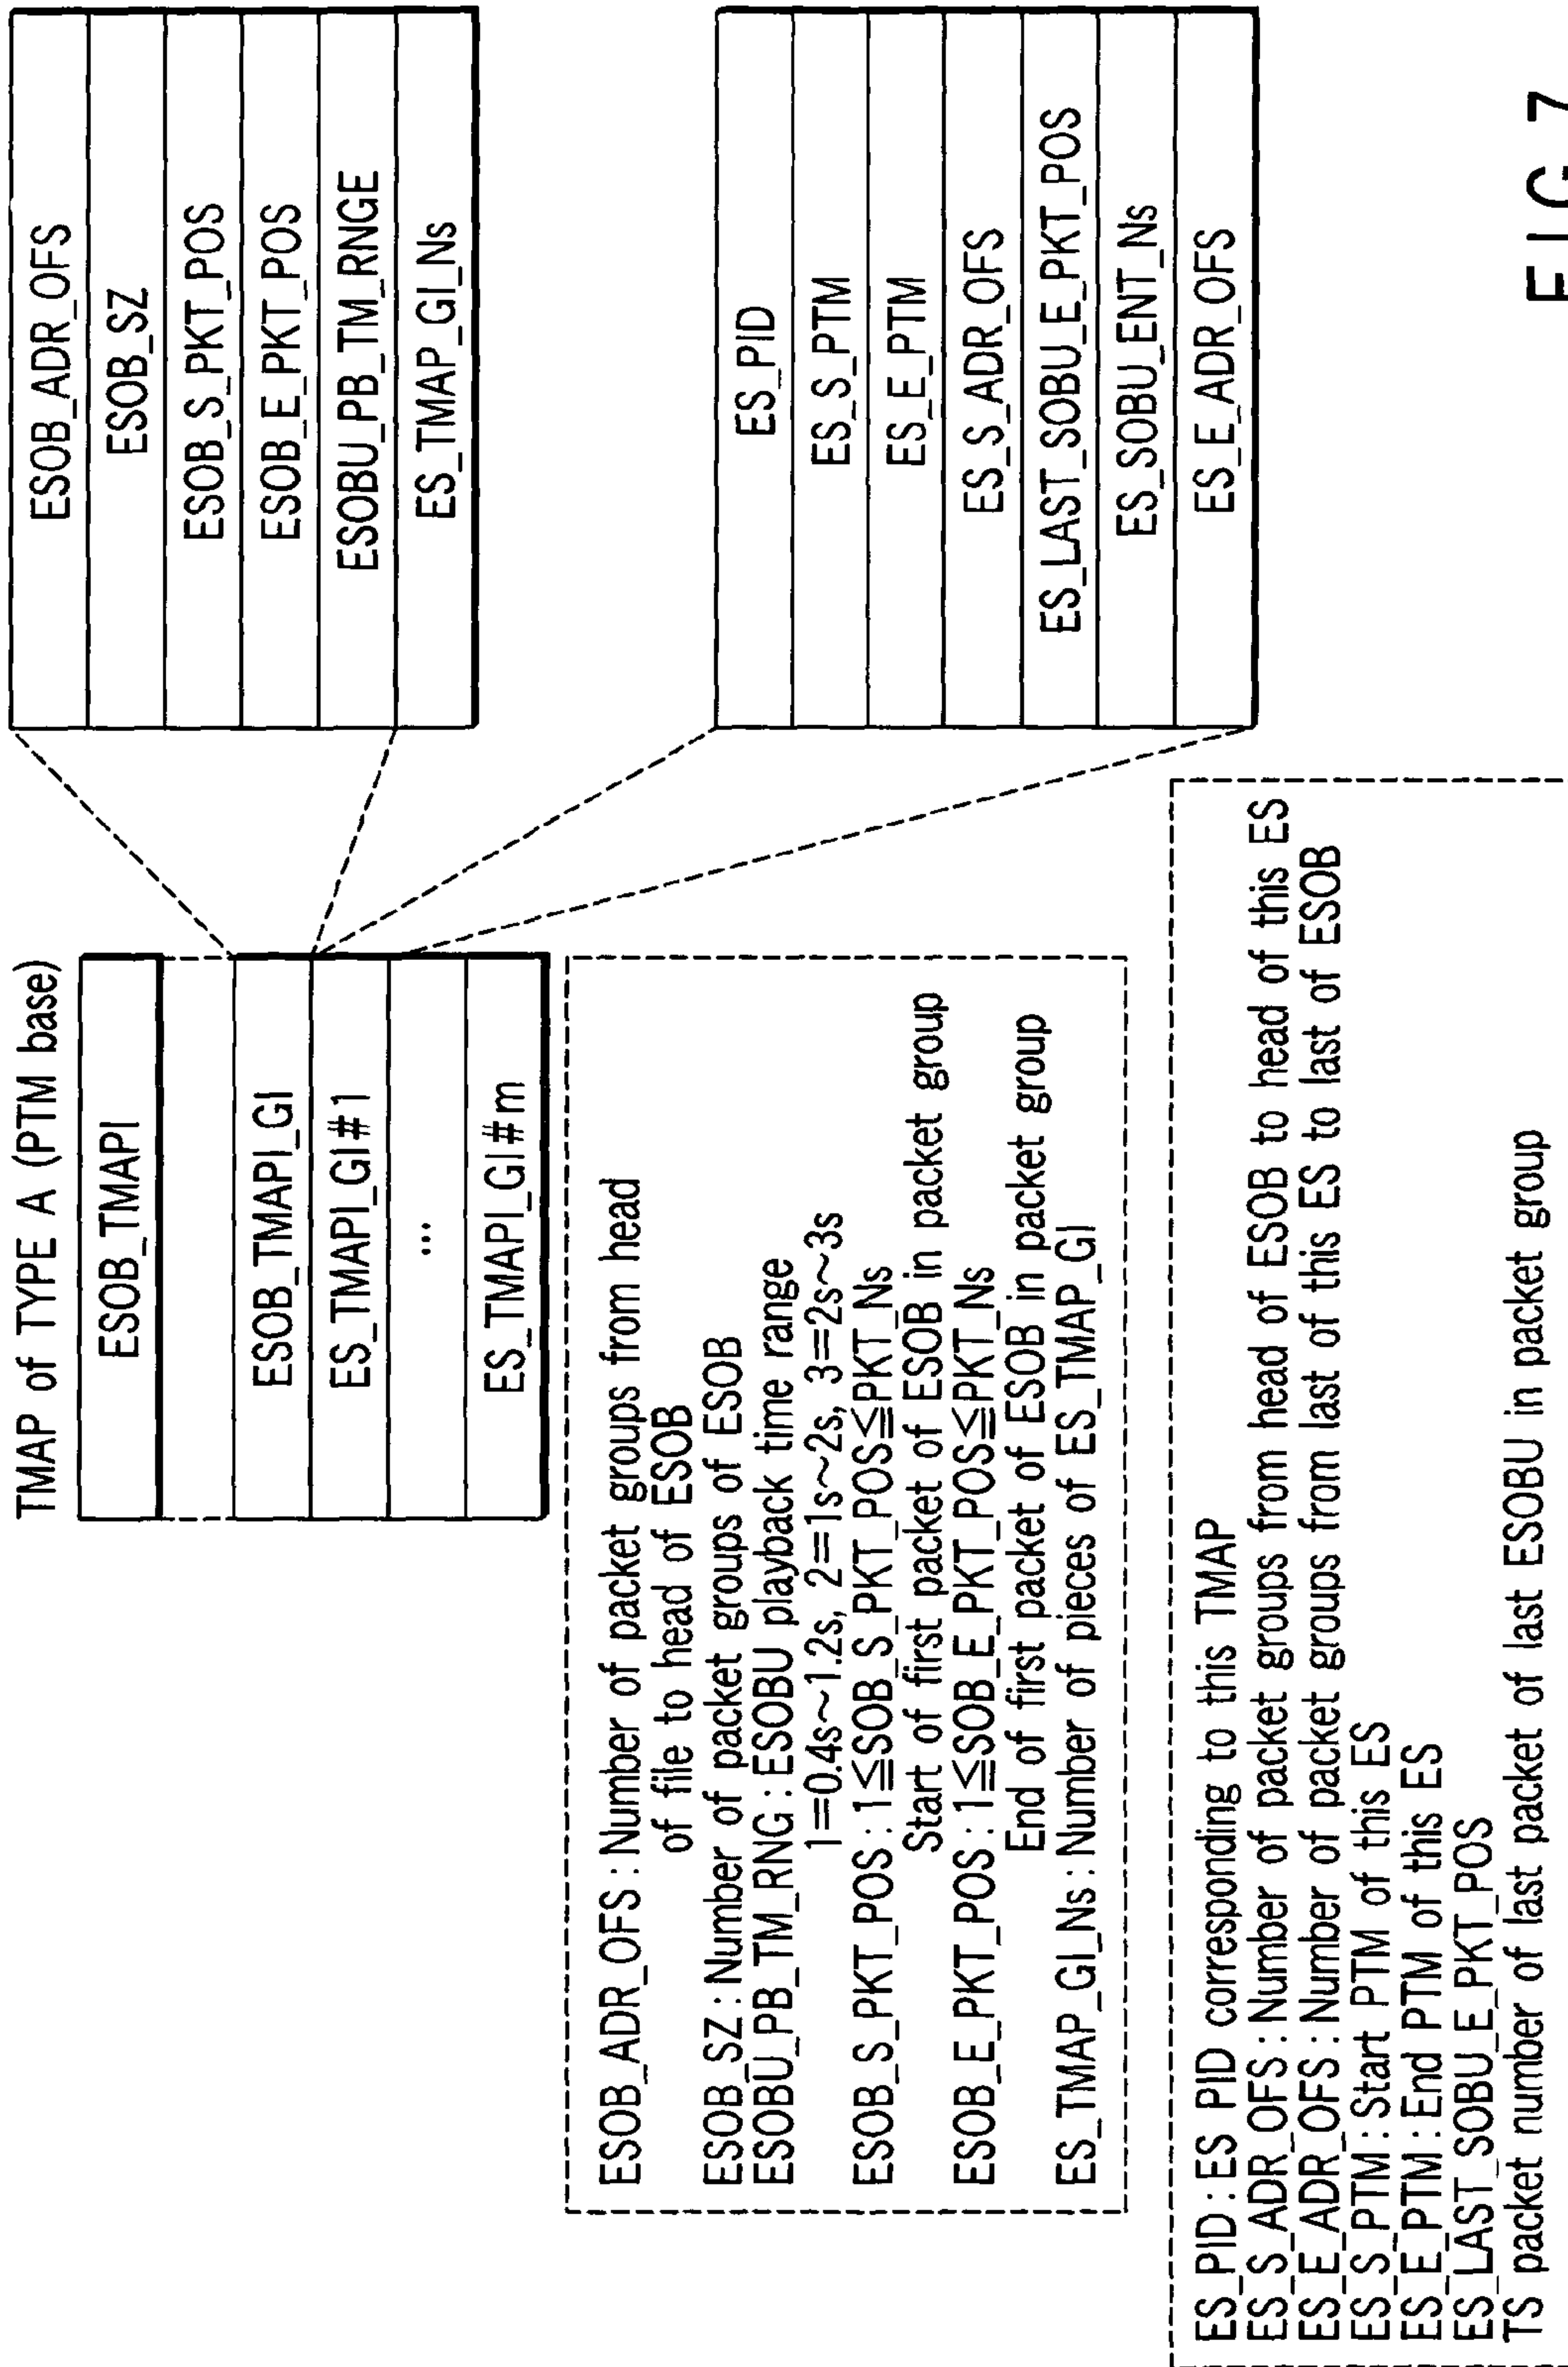 TMAP of TYPE A (PTM base)
ESOB_TMAPI
ESOB_TMAPI_GI
ES_TMAPI_GI#1
...
ES_TMAPI_GI#m
ESOB_ADR_OFS
ESOB_SZ
ESOB_S_PKT_POS
ESOB_E_PKT_POS
ESOBU_PB_TM_RNGE
ES_TMAP_GI_Ns
ES_PID
ES_S_PTM
ES_E_PTM
ES_S_ADR_OFS
ES_LAST_SOBU_E_PKT_POS
ES_SOBU_ENT_Ns
ES_E_ADR_OFS
ESOB_ADR_OFS : Number of packet groups from head
of file to head of ESOB
ESOB_SZ : Number of packet groups of ESOB
ESOBU_PB_TM_RNG : ESOBU playback time range
1=0.4s~1.2s, 2=1s~2s, 3=2s~3s
ESOB_S_PKT_POS : 1≦SOB_S_PKT_POS≦PKT_Ns
Start of first packet of ESOB in packet group
ESOB_E_PKT_POS : 1≦SOB_E_PKT_POS≦PKT_Ns
End of first packet of ESOB in packet group
ES_TMAP_GI_Ns : Number of pieces of ES_TMAP_GI
ES_PID : ES PID corresponding to this TMAP
ES_S_ADR_OFS : Number of packet groups from head of ESOB to head of this ES
ES_E_ADR_OFS : Number of packet groups from last of this ES to last of ESOB
ES_S_PTM : Start PTM of this ES
ES_E_PTM : End PTM of this ES
ES_LAST_SOBU_E_PKT_POS
TS packet number of last packet of last ESOBU in packet group
FIG. 7